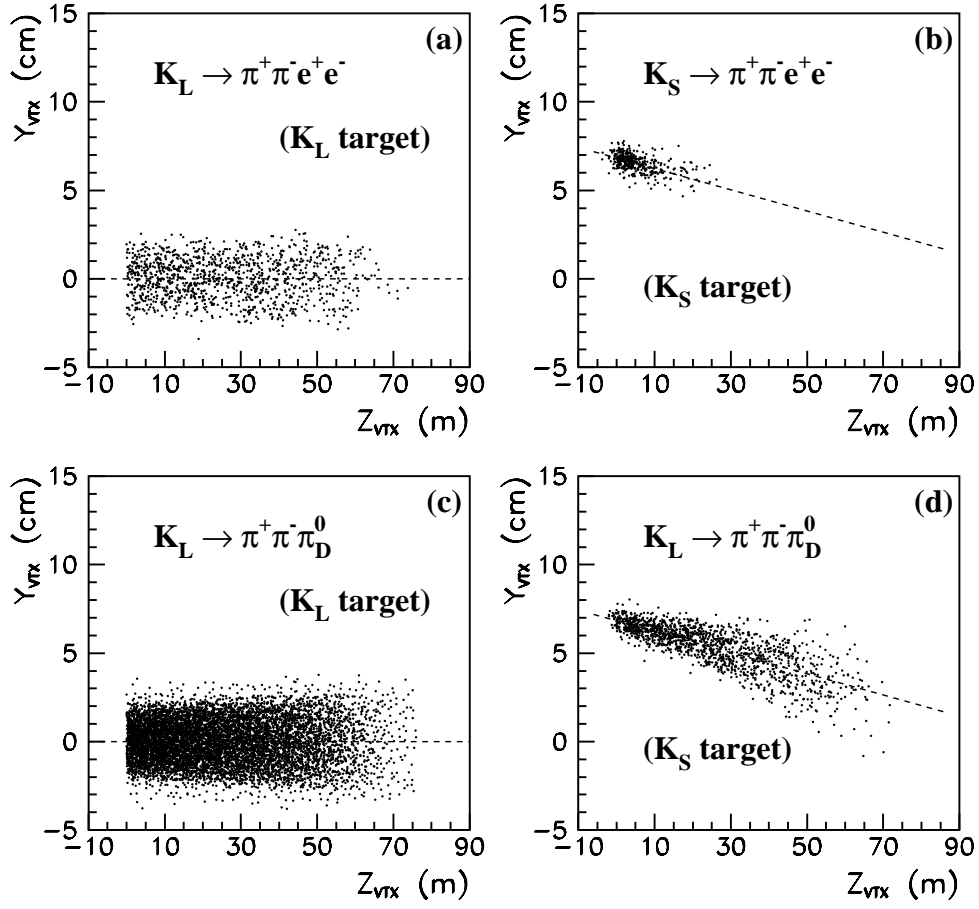 (a)
K_L → π⁺π⁻e⁺e⁻
(K_L target)
Y_VTX (cm)
15
10
5
0
−5
−10 10 30 50 70 90
Z_VTX (m)
(b)
K_S → π⁺π⁻e⁺e⁻
(K_S target)
Y_VTX (cm)
15
10
5
0
−5
−10 10 30 50 70 90
Z_VTX (m)
(c)
K_L → π⁺π⁻π⁰_D
(K_L target)
Y_VTX (cm)
15
10
5
0
−5
−10 10 30 50 70 90
Z_VTX (m)
(d)
K_L → π⁺π⁻π⁰_D
(K_S target)
Y_VTX (cm)
15
10
5
0
−5
−10 10 30 50 70 90
Z_VTX (m)